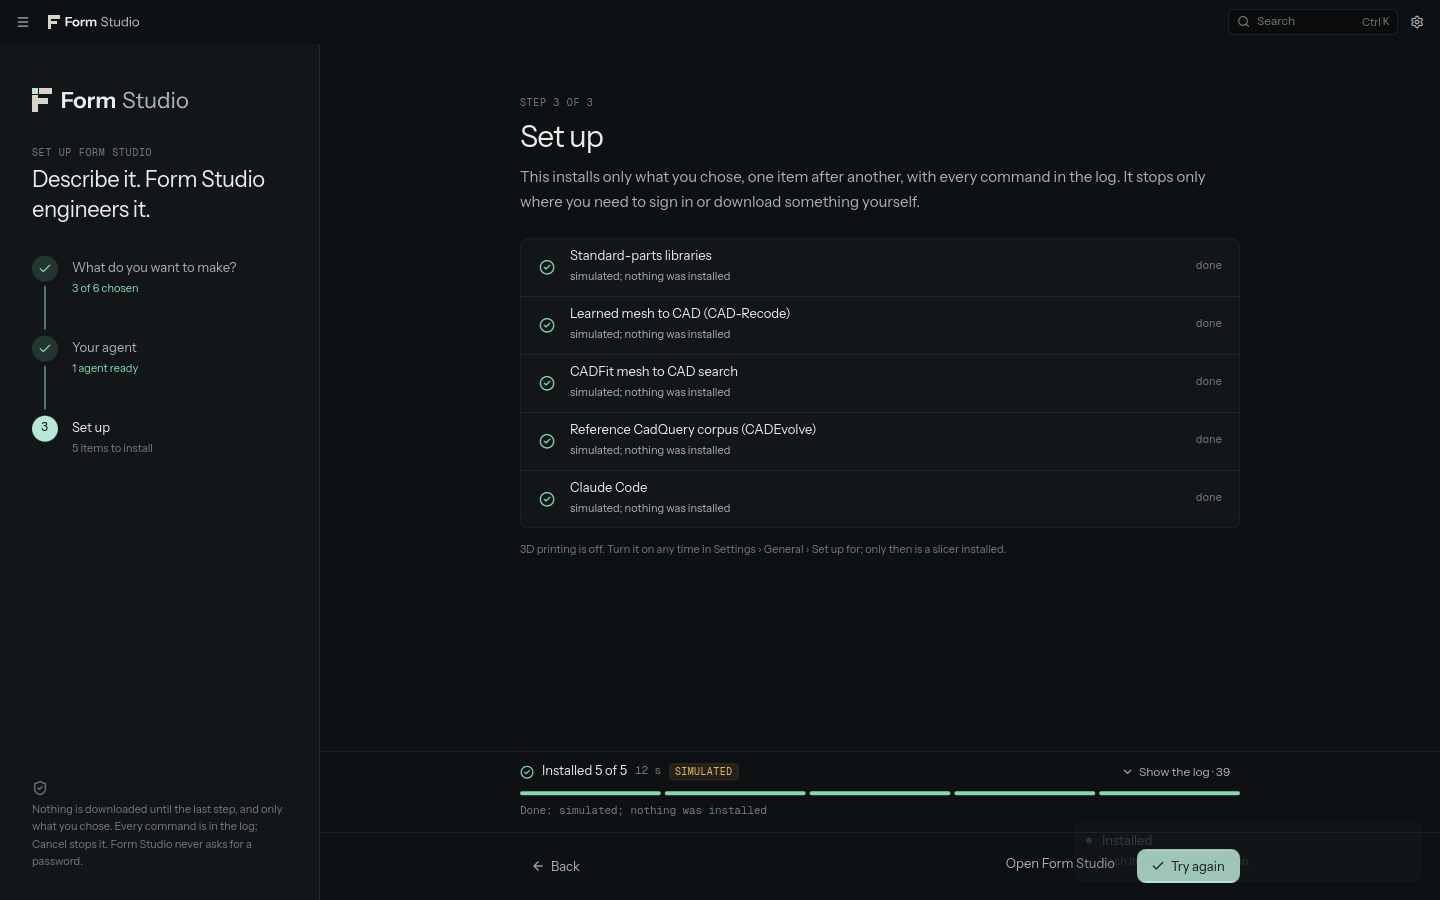 Form Studio
Search
Ctrl K
Form Studio
SET UP FORM STUDIO
Describe it. Form Studio
engineers it.
What do you want to make?
3 of 6 chosen
Your agent
1 agent ready
3
Set up
5 items to install
Nothing is downloaded until the last step, and only
what you chose. Every command is in the log;
Cancel stops it. Form Studio never asks for a
password.
STEP 3 OF 3
Set up
This installs only what you chose, one item after another, with every command in the log. It stops only
where you need to sign in or download something yourself.
Standard-parts libraries
simulated; nothing was installed
done
Learned mesh to CAD (CAD-Recode)
simulated; nothing was installed
done
CADFit mesh to CAD search
simulated; nothing was installed
done
Reference CadQuery corpus (CADEvolve)
simulated; nothing was installed
done
Claude Code
simulated; nothing was installed
done
3D printing is off. Turn it on any time in Settings › General › Set up for; only then is a slicer installed.
Installed 5 of 5
12 s
SIMULATED
Show the log · 39
Done: simulated; nothing was installed
Installed
Back
Open Form Studio
Try again